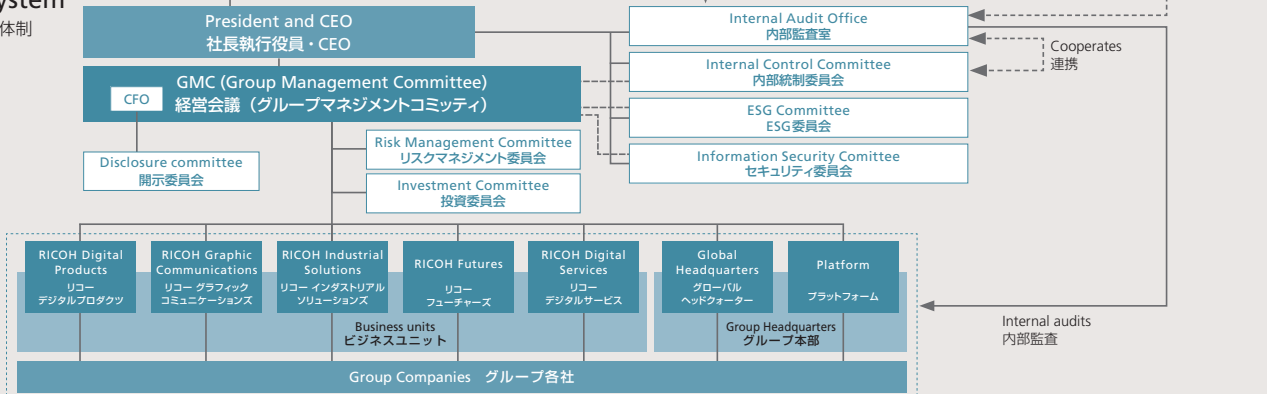 ystem
体制
President and CEO
社長執行役員・CEO
GMC (Group Management Committee)
経営会議（グループマネジメントコミッティ）
CFO
Disclosure committee
開示委員会
Risk Management Committee
リスクマネジメント委員会
Investment Committee
投資委員会
Internal Audit Office
内部監査室
Internal Control Committee
内部統制委員会
ESG Committee
ESG委員会
Information Security Comittee
セキュリティ委員会
Cooperates
連携
RICOH Digital
Products
リコー
デジタルプロダクツ
RICOH Graphic
Communications
リコー グラフィック
コミュニケーションズ
RICOH Industrial
Solutions
リコー インダストリアル
ソリューションズ
RICOH Futures
リコー
フューチャーズ
RICOH Digital
Services
リコー
デジタルサービス
Global
Headquarters
グローバル
ヘッドクォーター
Platform
プラットフォーム
Business units
ビジネスユニット
Group Headquarters
グループ本部
Internal audits
内部監査
Group Companies グループ各社